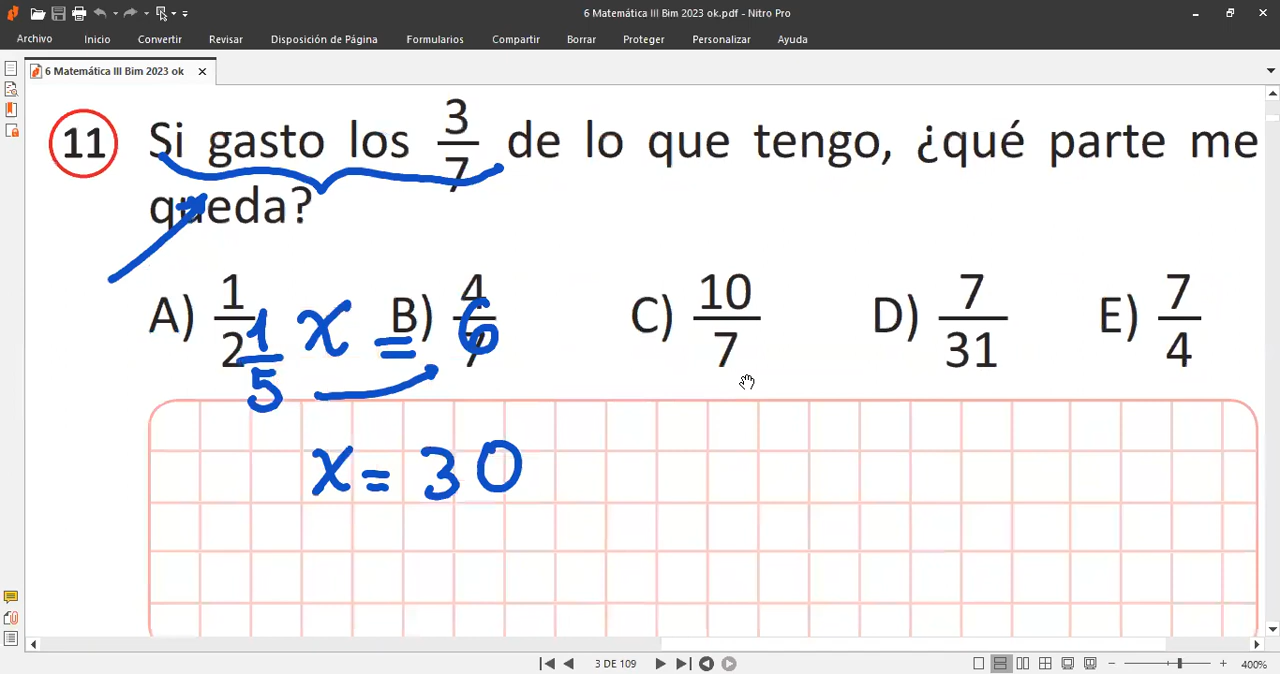 6 Matemática III Bim 2023 ok.pdf - Nitro Pro
Archivo Inicio Convertir Revisar Disposición de Página Formularios Compartir Borrar Proteger Personalizar Ayuda
6 Matemática III Bim 2023 ok
11 Si gasto los 3/7 de lo que tengo, ¿qué parte me
queda?
A) 1/2 B) 4/7 C) 10/7 D) 7/31 E) 7/4
1/5 x = 6
x = 30
3 DE 109
400%